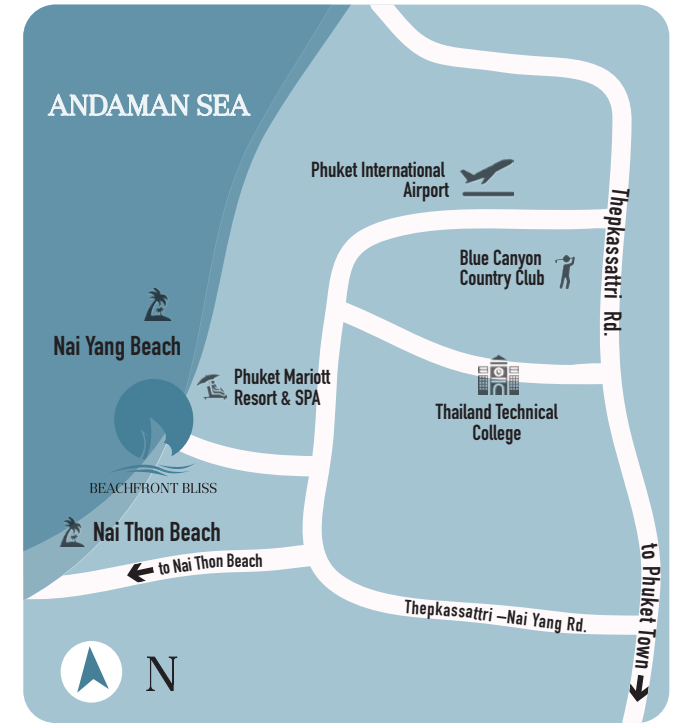 ANDAMAN SEA
Phuket International
Airport
Thepkassattri Rd.
Blue Canyon
Country Club
Nai Yang Beach
Phuket Mariott
Resort & SPA
Thailand Technical
College
BEACHFRONT BLISS
Nai Thon Beach
to Nai Thon Beach
to Phuket Town
Thepkassattri –Nai Yang Rd.
N